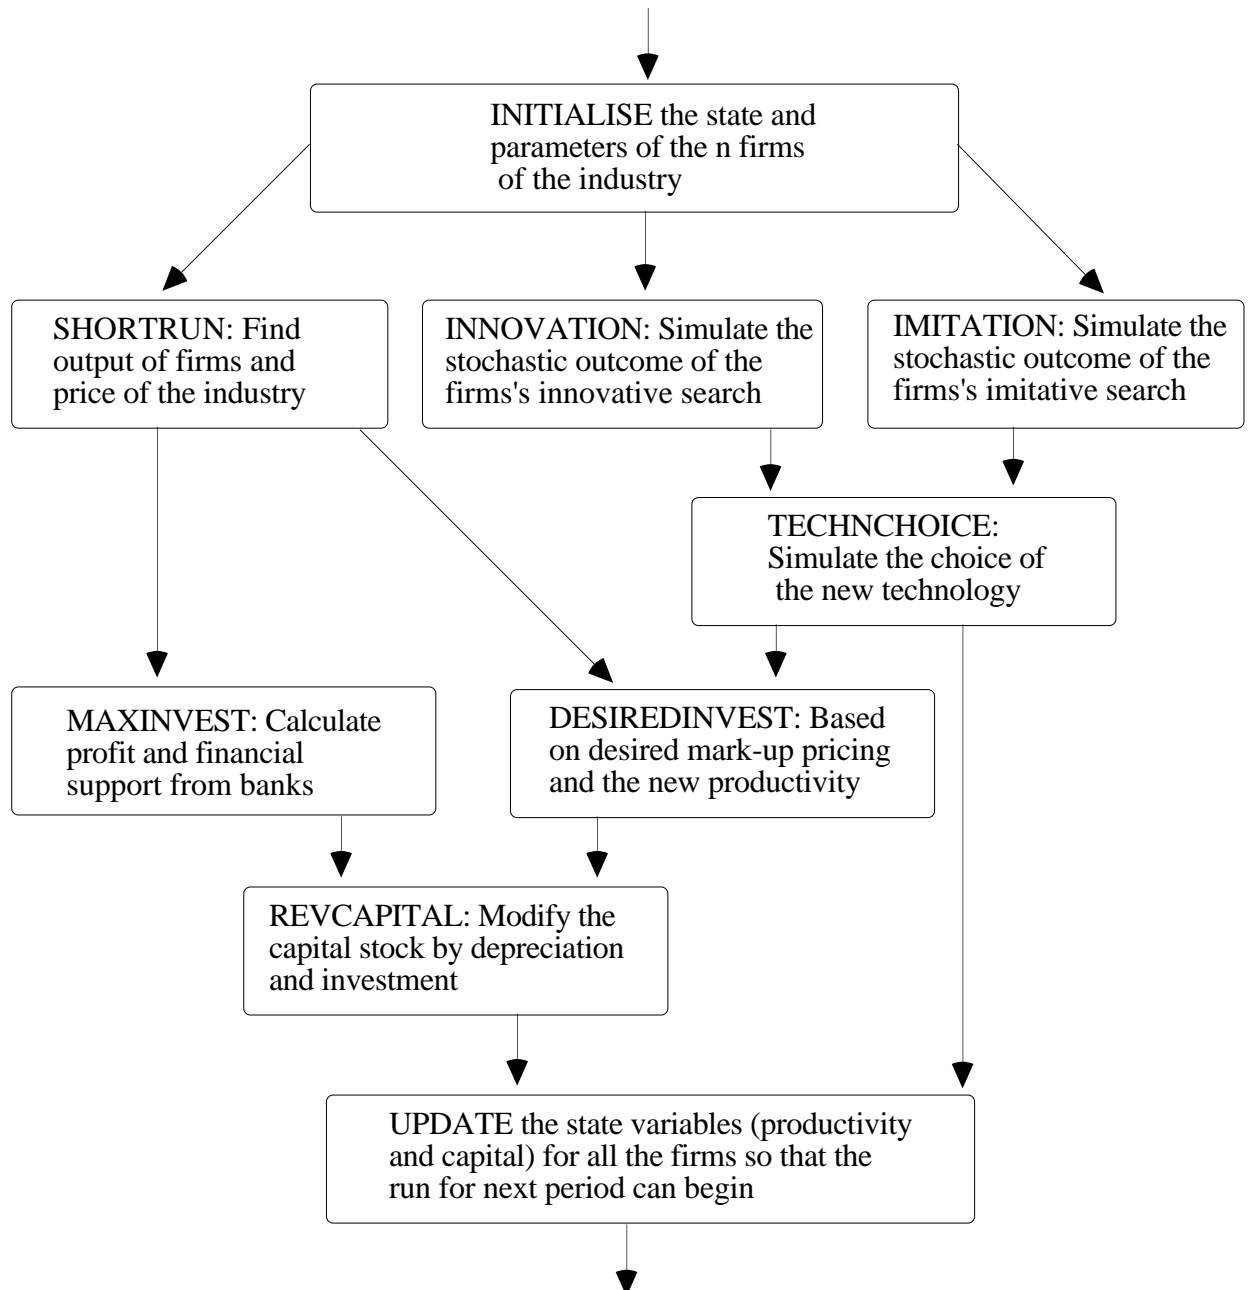 INITIALISE the state and
parameters of the n firms
of the industry
SHORTRUN: Find
output of firms and
price of the industry
INNOVATION: Simulate the
stochastic outcome of the
firms's innovative search
IMITATION: Simulate the
stochastic outcome of the
firms's imitative search
TECHNCHOICE:
Simulate the choice of
the new technology
MAXINVEST: Calculate
profit and financial
support from banks
DESIREDINVEST: Based
on desired mark-up pricing
and the new productivity
REVCAPITAL: Modify the
capital stock by depreciation
and investment
UPDATE the state variables (productivity
and capital) for all the firms so that the
run for next period can begin